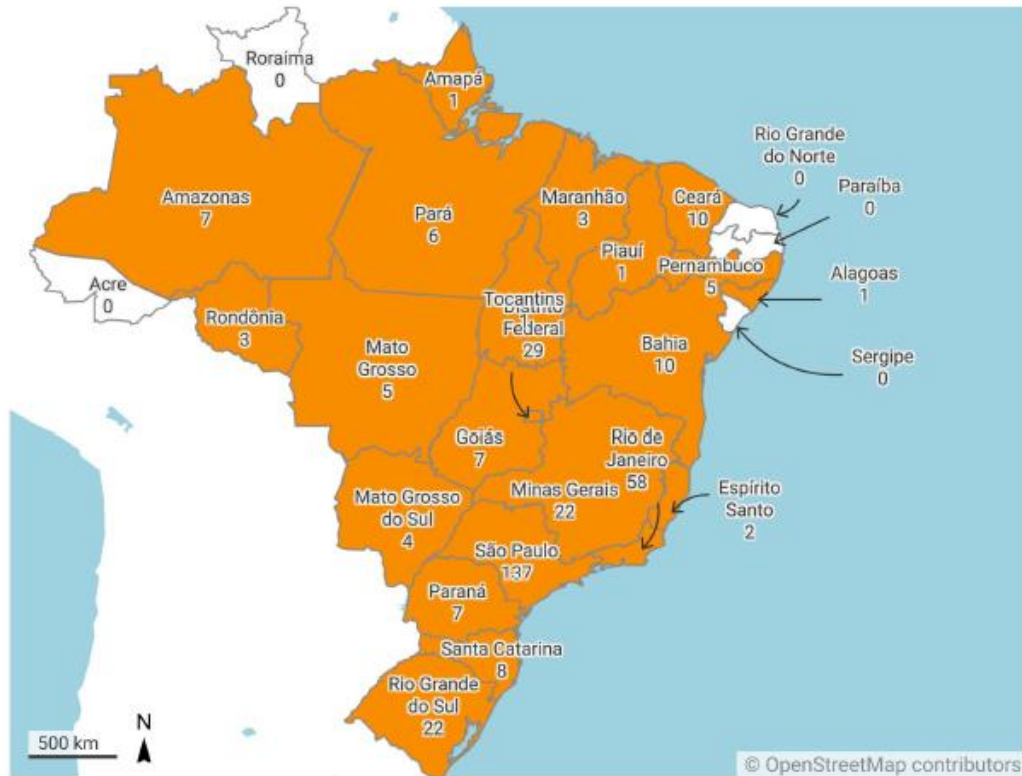 Roraima
0
Amapá
1
Rio Grande
do Norte
0
Paraíba
0
Amazonas
7
Pará
6
Maranhão
3
Ceará
10
Piauí
1
Pernambuco
5
Alagoas
1
Acre
0
Rondônia
3
Tocantins
1
Distrito
Federal
29
Mato
Grosso
5
Bahia
10
Sergipe
0
Goiás
7
Rio de
Janeiro
58
Minas Gerais
22
Espírito
Santo
2
Mato Grosso
do Sul
4
São Paulo
137
Paraná
7
Santa Catarina
8
Rio Grande
do Sul
22
500 km
N
© OpenStreetMap contributors